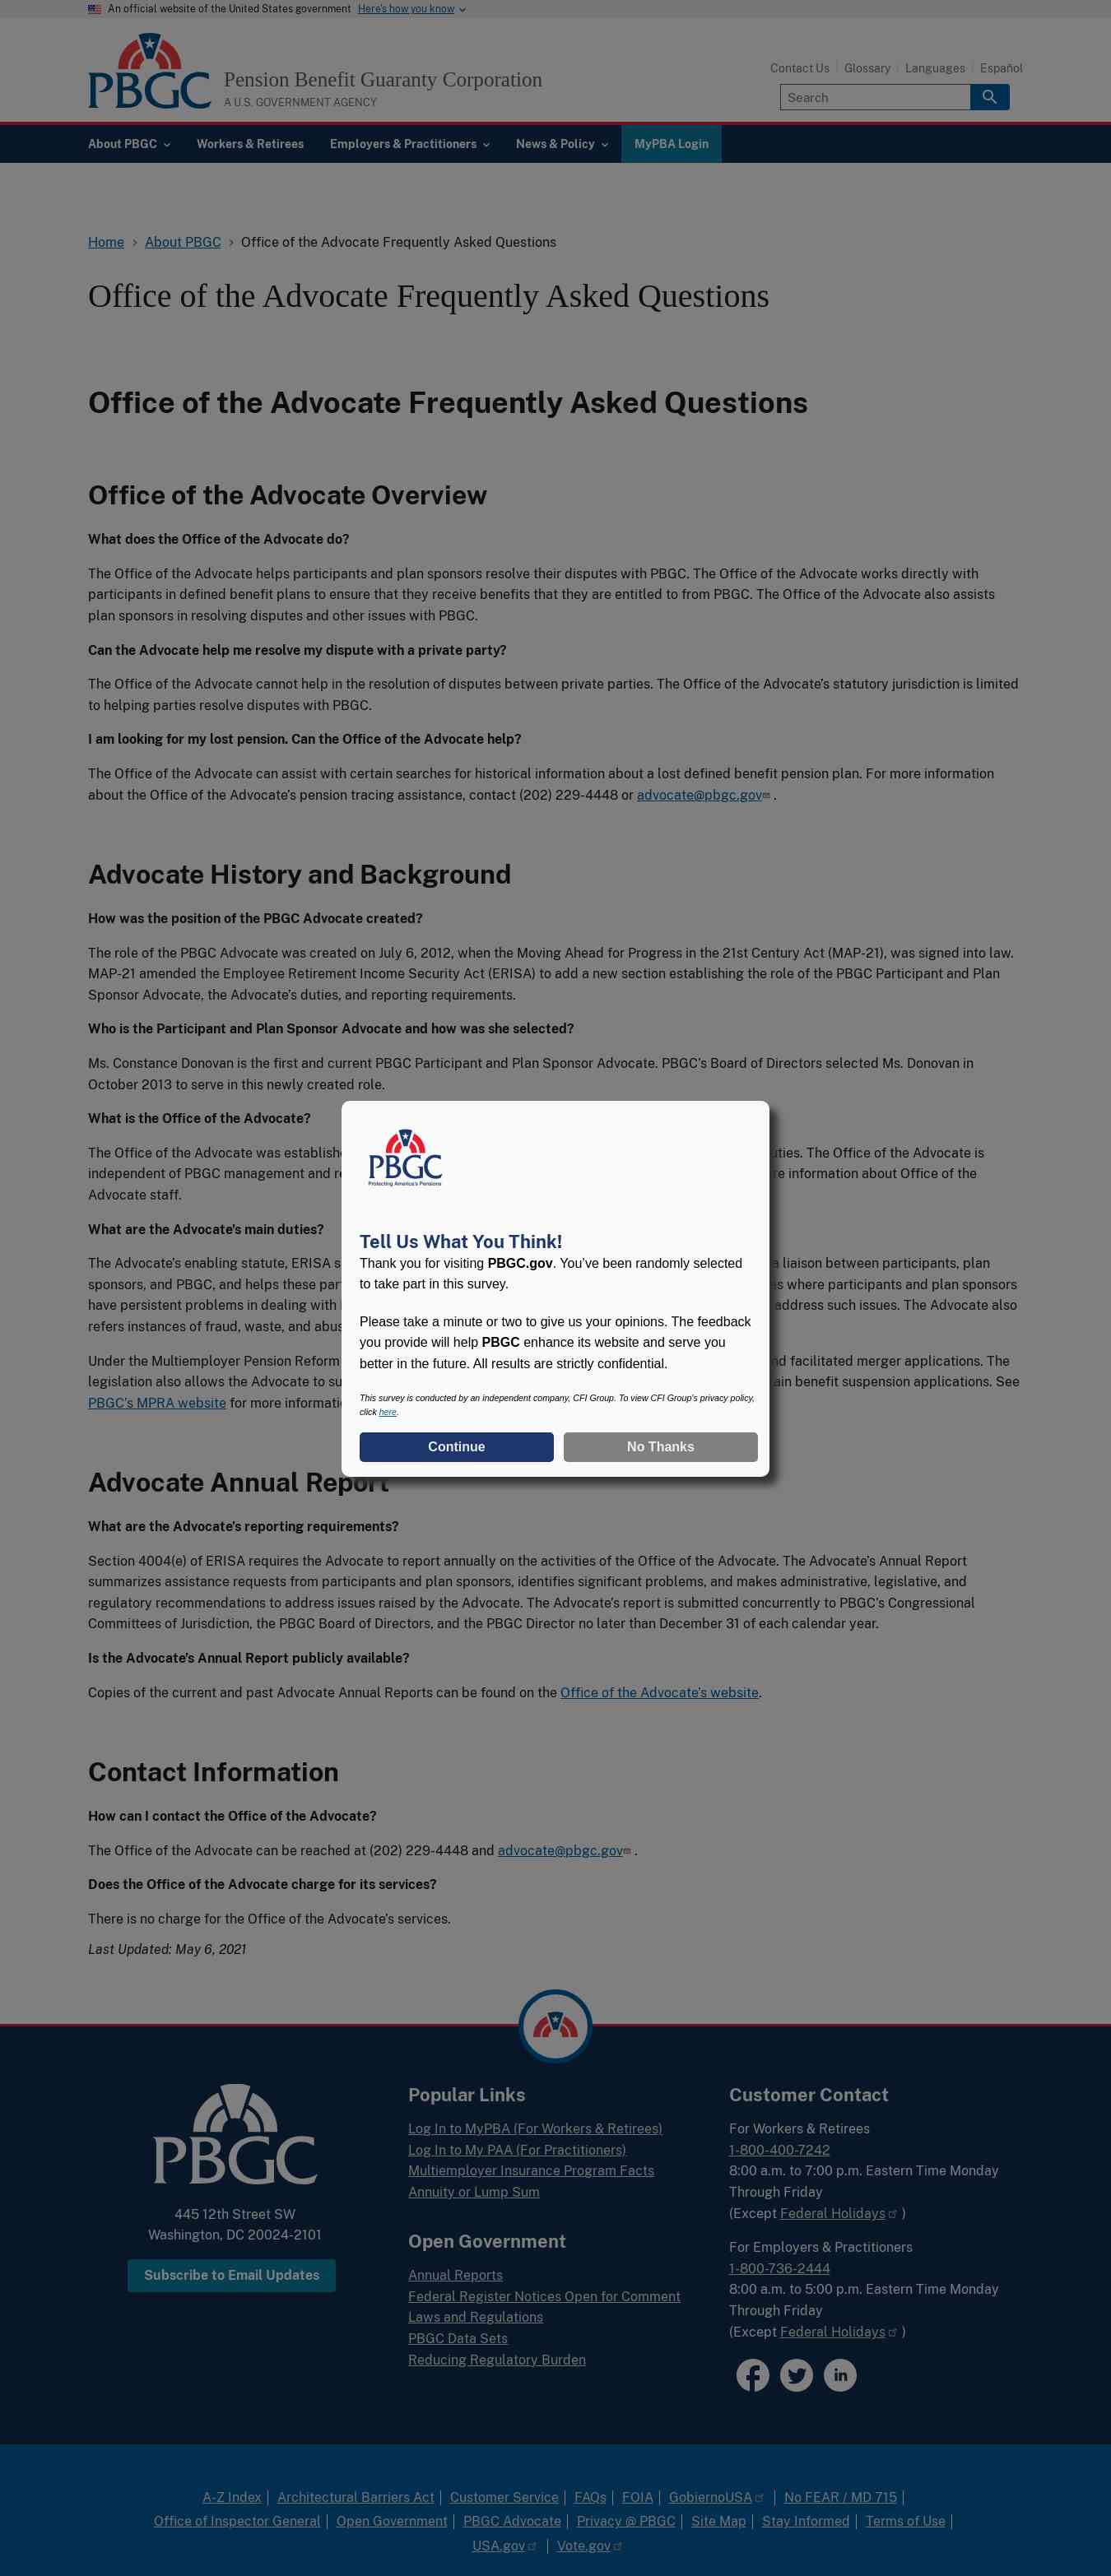 An official website of the United States government Here's how you know
PBGC Pension Benefit Guaranty Corporation
A U.S. GOVERNMENT AGENCY
Contact Us Glossary Languages Español
Search
About PBGC Workers & Retirees Employers & Practitioners News & Policy MyPBA Login
Home > About PBGC > Office of the Advocate Frequently Asked Questions
Office of the Advocate Frequently Asked Questions
Office of the Advocate Frequently Asked Questions
Office of the Advocate Overview
What does the Office of the Advocate do?
The Office of the Advocate helps participants and plan sponsors resolve their disputes with PBGC. The Office of the Advocate works directly with
participants in defined benefit plans to ensure that they receive benefits that they are entitled to from PBGC. The Office of the Advocate also assists
plan sponsors in resolving disputes and other issues with PBGC.
Can the Advocate help me resolve my dispute with a private party?
The Office of the Advocate cannot help in the resolution of disputes between private parties. The Office of the Advocate's statutory jurisdiction is limited
to helping parties resolve disputes with PBGC.
I am looking for my lost pension. Can the Office of the Advocate help?
The Office of the Advocate can assist with certain searches for historical information about a lost defined benefit pension plan. For more information
about the Office of the Advocate's pension tracing assistance, contact (202) 229-4448 or advocate@pbgc.gov .
Advocate History and Background
How was the position of the PBGC Advocate created?
The role of the PBGC Advocate was created on July 6, 2012, when the Moving Ahead for Progress in the 21st Century Act (MAP-21), was signed into law.
MAP-21 amended the Employee Retirement Income Security Act (ERISA) to add a new section establishing the role of the PBGC Participant and Plan
Sponsor Advocate, the Advocate's duties, and reporting requirements.
Who is the Participant and Plan Sponsor Advocate and how was she selected?
Ms. Constance Donovan is the first and current PBGC Participant and Plan Sponsor Advocate. PBGC's Board of Directors selected Ms. Donovan in
October 2013 to serve in this newly created role.
What is the Office of the Advocate?
The Office of the Advocate was establishe uties. The Office of the Advocate is
independent of PBGC management and re re information about Office of the
Advocate staff.
What are the Advocate's main duties?
The Advocate's enabling statute, ERISA s a liaison between participants, plan
sponsors, and PBGC, and helps these par s where participants and plan sponsors
have persistent problems in dealing with address such issues. The Advocate also
refers instances of fraud, waste, and abus
Under the Multiemployer Pension Reform nd facilitated merger applications. The
legislation also allows the Advocate to su ain benefit suspension applications. See
PBGC's MPRA website for more informati
PBGC
Protecting America's Pensions
Tell Us What You Think!
Thank you for visiting PBGC.gov. You've been randomly selected
to take part in this survey.
Please take a minute or two to give us your opinions. The feedback
you provide will help PBGC enhance its website and serve you
better in the future. All results are strictly confidential.
This survey is conducted by an independent company, CFI Group. To view CFI Group's privacy policy,
click here.
Continue No Thanks
Advocate Annual Report
What are the Advocate's reporting requirements?
Section 4004(e) of ERISA requires the Advocate to report annually on the activities of the Office of the Advocate. The Advocate's Annual Report
summarizes assistance requests from participants and plan sponsors, identifies significant problems, and makes administrative, legislative, and
regulatory recommendations to address issues raised by the Advocate. The Advocate's report is submitted concurrently to PBGC's Congressional
Committees of Jurisdiction, the PBGC Board of Directors, and the PBGC Director no later than December 31 of each calendar year.
Is the Advocate's Annual Report publicly available?
Copies of the current and past Advocate Annual Reports can be found on the Office of the Advocate's website.
Contact Information
How can I contact the Office of the Advocate?
The Office of the Advocate can be reached at (202) 229-4448 and advocate@pbgc.gov .
Does the Office of the Advocate charge for its services?
There is no charge for the Office of the Advocate's services.
Last Updated: May 6, 2021
PBGC
445 12th Street SW
Washington, DC 20024-2101
Subscribe to Email Updates
Popular Links
Log In to MyPBA (For Workers & Retirees)
Log In to My PAA (For Practitioners)
Multiemployer Insurance Program Facts
Annuity or Lump Sum
Open Government
Annual Reports
Federal Register Notices Open for Comment
Laws and Regulations
PBGC Data Sets
Reducing Regulatory Burden
Customer Contact
For Workers & Retirees
1-800-400-7242
8:00 a.m. to 7:00 p.m. Eastern Time Monday
Through Friday
(Except Federal Holidays )
For Employers & Practitioners
1-800-736-2444
8:00 a.m. to 5:00 p.m. Eastern Time Monday
Through Friday
(Except Federal Holidays )
A-Z Index | Architectural Barriers Act | Customer Service | FAQs | FOIA | GobiernoUSA | No FEAR / MD 715 |
Office of Inspector General | Open Government | PBGC Advocate | Privacy @ PBGC | Site Map | Stay Informed | Terms of Use |
USA.gov | Vote.gov